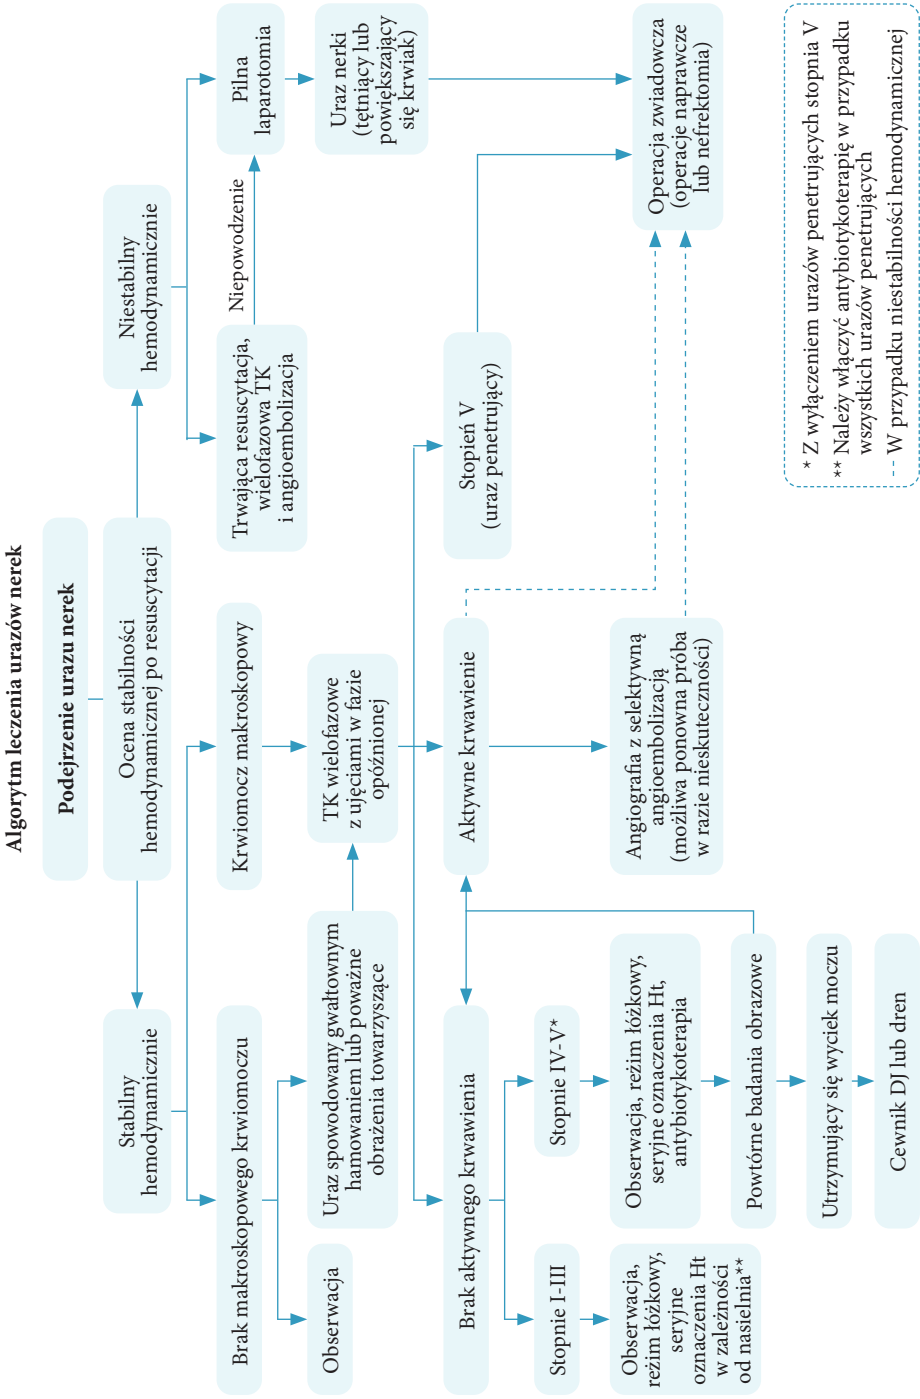 Algorytm leczenia urazów nerek
Podejrzenie urazu nerek
Ocena stabilności
hemodynamicznej po resuscytacji
Stabilny
hemodynamicznie
Niestabilny
hemodynamicznie
Brak makroskopowego krwiomoczu
Krwiomocz makroskopowy
Trwająca resuscytacja,
wielofazowa TK
i angioembolizacja
Niepowodzenie
Pilna
laparotomia
Obserwacja
Uraz spowodowany gwałtownym
hamowaniem lub poważne
obrażenia towarzyszące
TK wielofazowe
z ujęciami w fazie
opóźnionej
Uraz nerki
(tętniący lub
powiększający
się krwiak)
Brak aktywnego krwawienia
Aktywne krwawienie
Stopień V
(uraz penetrujący)
Stopnie I-III
Stopnie IV-V*
Obserwacja,
reżim łóżkowy,
seryjne
oznaczenia Ht
w zależności
od nasielnia**
Obserwacja, reżim łóżkowy,
seryjne oznaczenia Ht,
antybiotykoterapia
Angiografia z selektywną
angioembolizacją
(możliwa ponowna próba
w razie nieskuteczności)
Operacja zwiadowcza
(operacje naprawcze
lub nefrektomia)
Powtórne badania obrazowe
Utrzymujący się wyciek moczu
Cewnik DJ lub dren
* Z wyłączeniem urazów penetrujących stopnia V
** Należy włączyć antybiotykoterapię w przypadku
wszystkich urazów penetrujących
-- W przypadku niestabilności hemodynamicznej